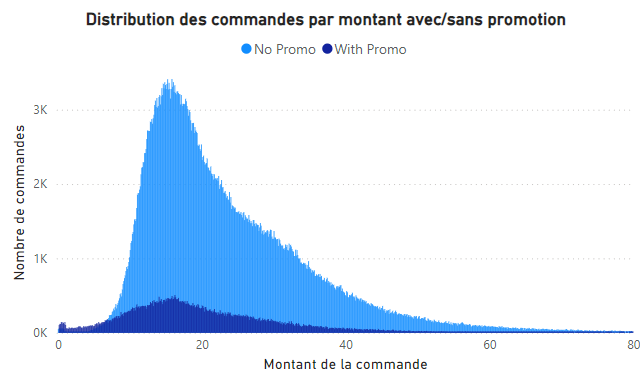 Distribution des commandes par montant avec/sans promotion
No Promo With Promo
Nombre de commandes
3K
2K
1K
0K
0 20 40 60 80
Montant de la commande